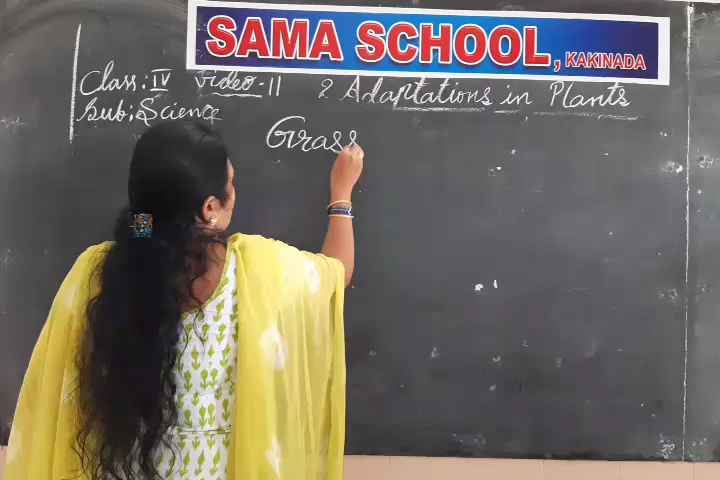 SAMA SCHOOL, KAKINADA
Class: IV Video-11 2 Adaptations in Plants
Sub: Science
Grass